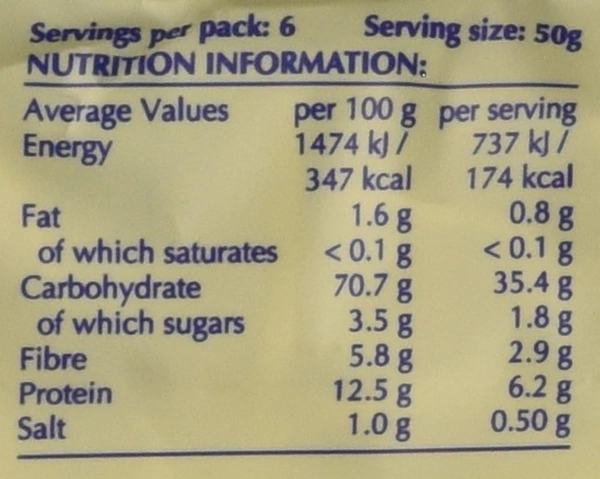 Servings per pack: 6 Serving size: 50g
NUTRITION INFORMATION:
Average Values per 100 g per serving
Energy 1474 kJ / 737 kJ /
347 kcal 174 kcal
Fat 1.6 g 0.8 g
of which saturates < 0.1 g < 0.1 g
Carbohydrate 70.7 g 35.4 g
of which sugars 3.5 g 1.8 g
Fibre 5.8 g 2.9 g
Protein 12.5 g 6.2 g
Salt 1.0 g 0.50 g